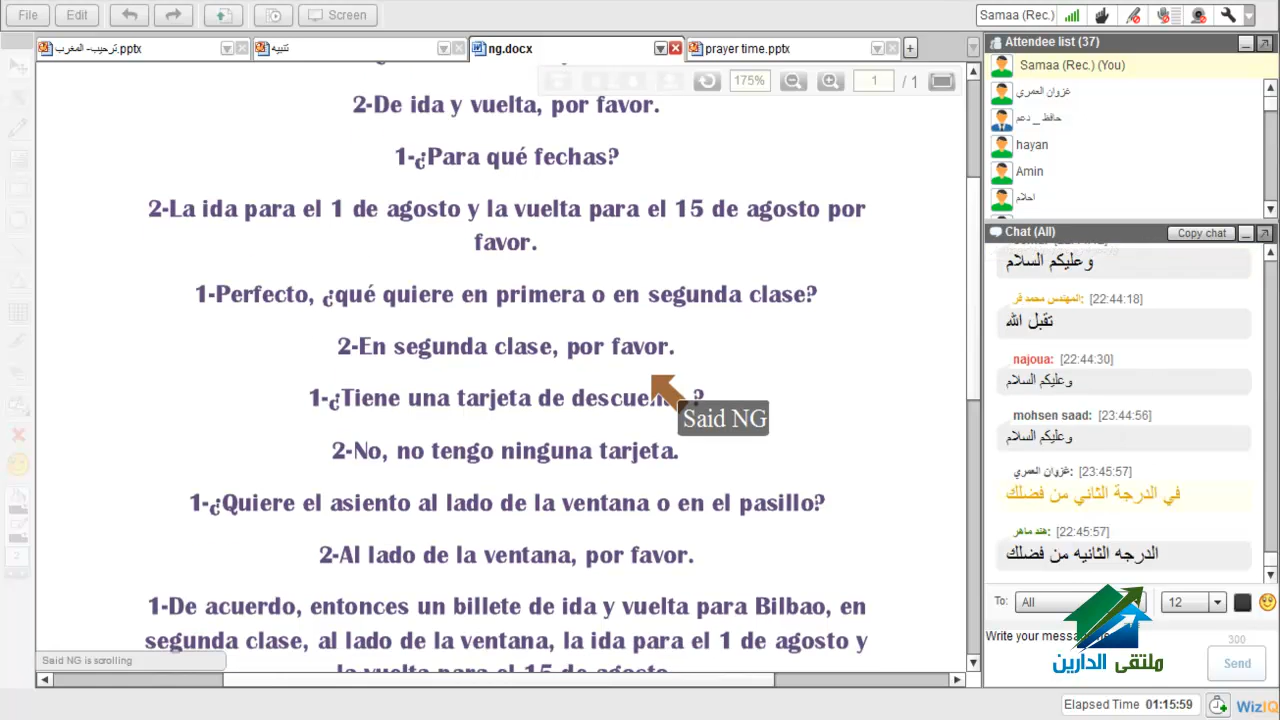 File
Edit
Screen
Samaa (Rec.)
ترحيب- المغرب.pptx
تنبيه
ng.docx
prayer time.pptx
175%
1
/ 1
2-De ida y vuelta, por favor.
1-¿Para qué fechas?
2-La ida para el 1 de agosto y la vuelta para el 15 de agosto por
favor.
1-Perfecto, ¿qué quiere en primera o en segunda clase?
2-En segunda clase, por favor.
1-¿Tiene una tarjeta de ?
Said NG
2-No, no tengo ninguna tarjeta.
1-¿Quiere el asiento al lado de la ventana o en el pasillo?
2-Al lado de la ventana, por favor.
1-De acuerdo, entonces un billete de ida y vuelta para Bilbao, en
segunda clase, al lado de la ventana, la ida para el 1 de agosto y
la vuelta para el 15 de agosto
Said NG is scrolling
Attendee list (37)
Samaa (Rec.) (You)
غزوان العمري
حافظ _ دعم
hayan
Amin
احلام
Chat (All)
Copy chat
وعليكم السلام
المهندس محمد فر: [22:44:18]
تقبل الله
najoua: [22:44:30]
وعليكم السلام
mohsen saad: [23:44:56]
وعليكم السلام
غزوان العمري: [23:45:57]
في الدرجة الثاني من فضلك
هند ماهر: [22:45:57]
الدرجه الثانيه من فضلك
To:
All
12
Write your mess
300
Send
ملتقى الدارين
Elapsed Time 01:15:59
WizIQ